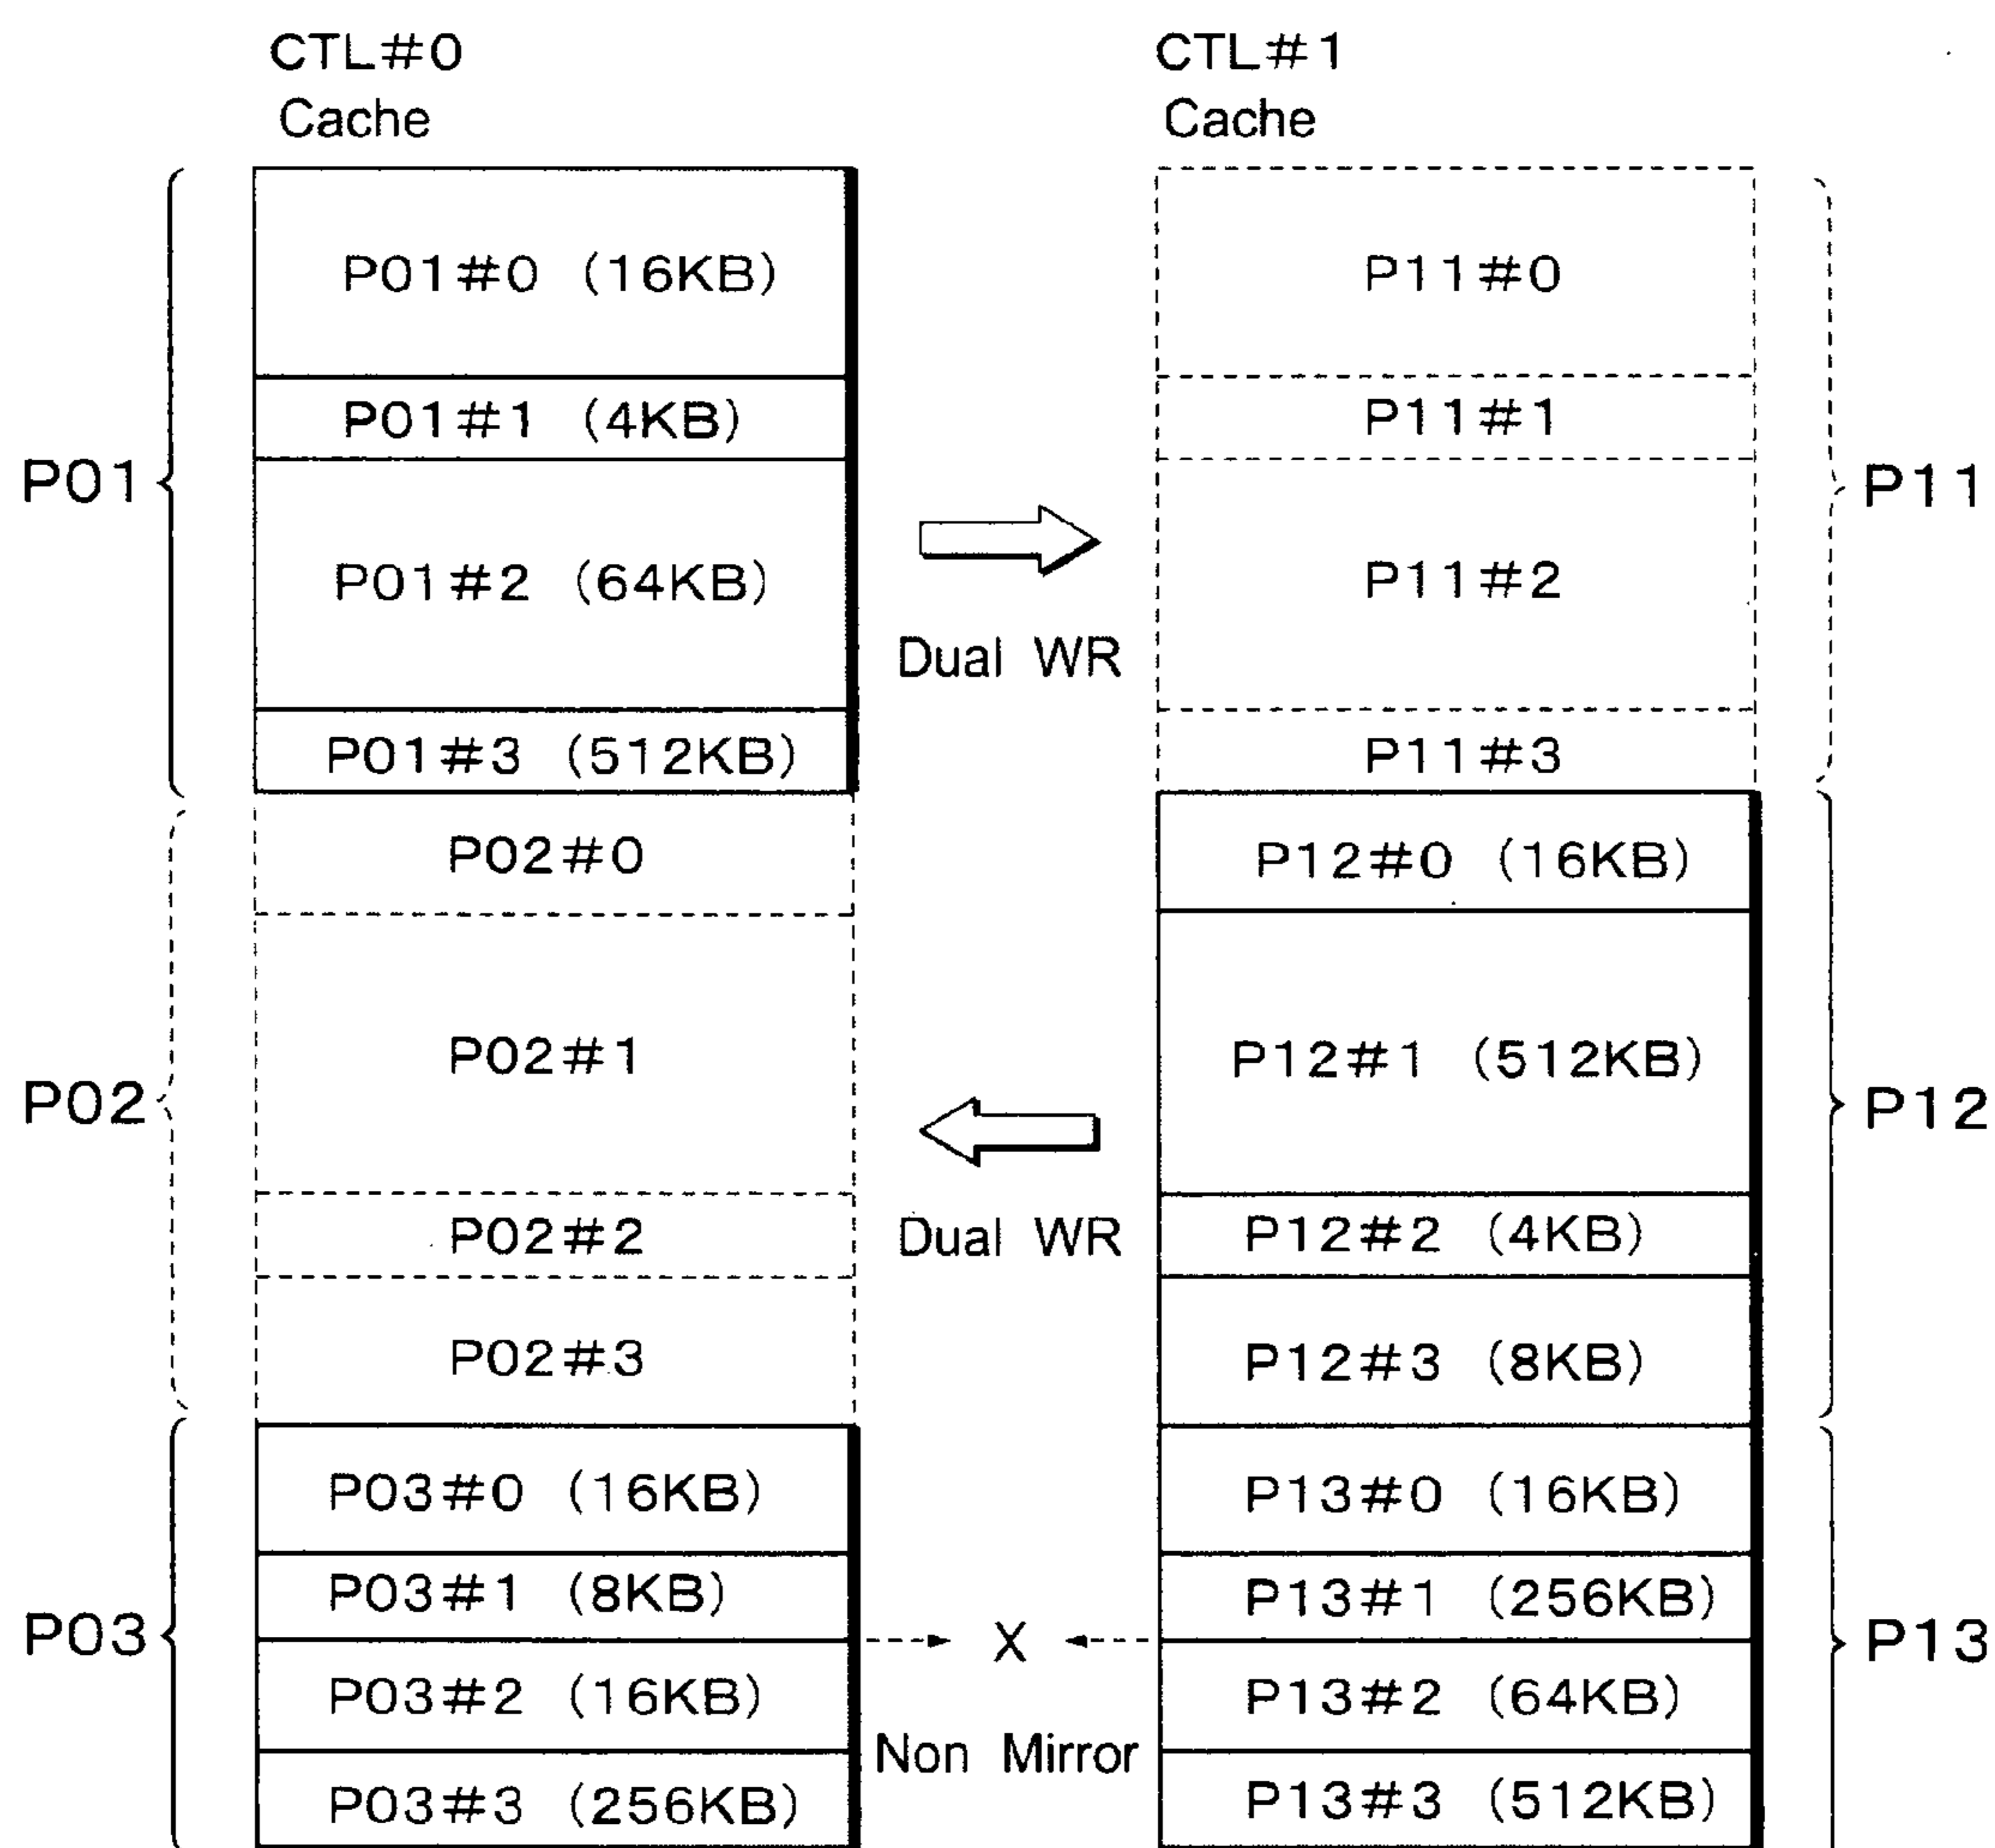 CTL#0
Cache
CTL#1
Cache
P01
P01#0 (16KB)
P01#1 (4KB)
P01#2 (64KB)
P01#3 (512KB)
Dual WR
P11#0
P11#1
P11#2
P11#3
P11
P02
P02#0
P02#1
P02#2
P02#3
Dual WR
P12#0 (16KB)
P12#1 (512KB)
P12#2 (4KB)
P12#3 (8KB)
P12
P03
P03#0 (16KB)
P03#1 (8KB)
P03#2 (16KB)
P03#3 (256KB)
X
Non Mirror
P13#0 (16KB)
P13#1 (256KB)
P13#2 (64KB)
P13#3 (512KB)
P13